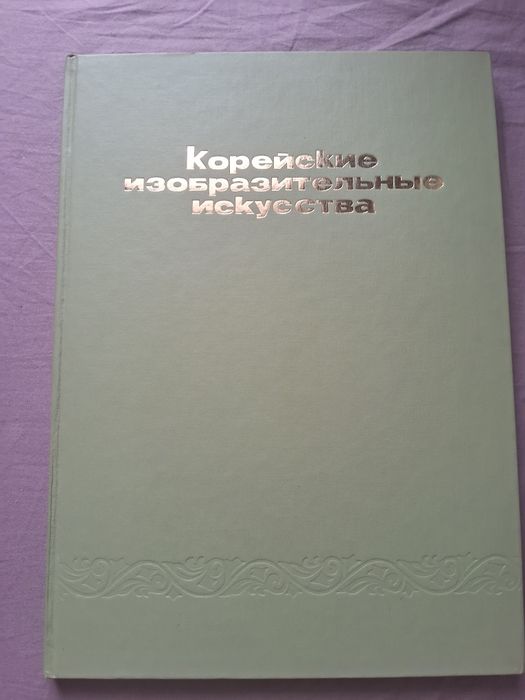 Корейские
изобразительные
искусства